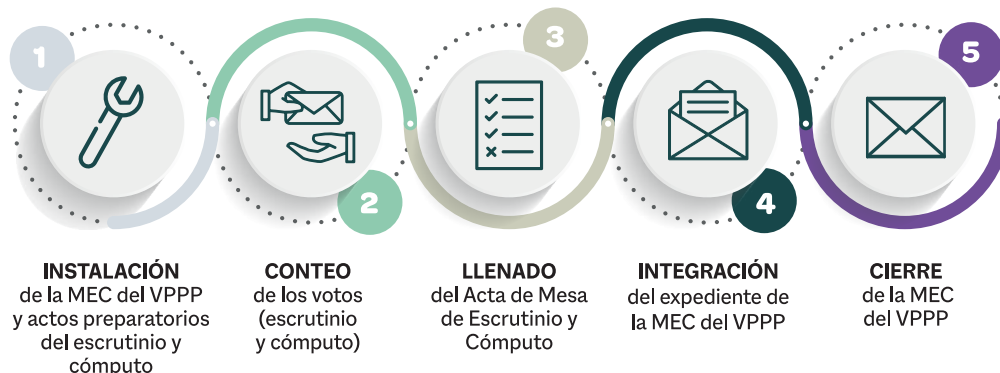 1
INSTALACIÓN
de la MEC del VPPP
y actos preparatorios
del escrutinio y
cómputo
2
CONTEO
de los votos
(escrutinio
y cómputo)
3
LLENADO
del Acta de Mesa
de Escrutinio y
Cómputo
4
INTEGRACIÓN
del expediente de
la MEC del VPPP
5
CIERRE
de la MEC
del VPPP